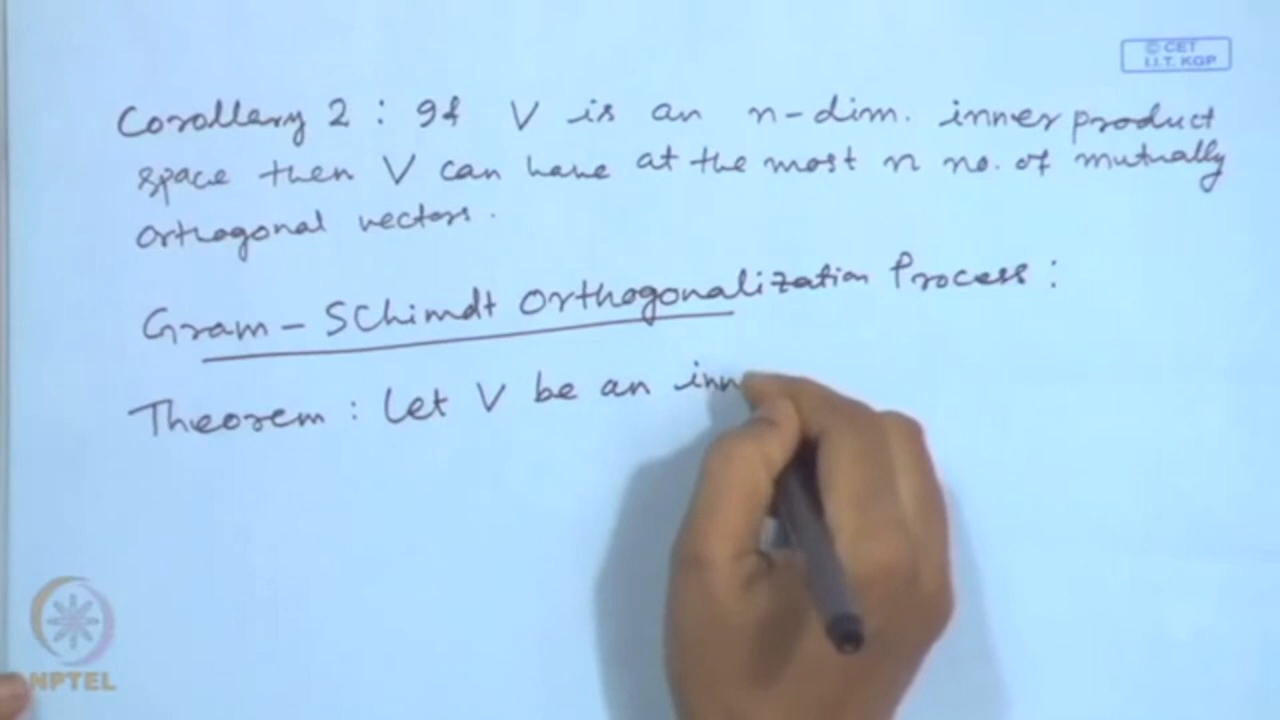 © CET
I.I.T. KGP
Corollary 2 : If V is an n-dim. inner product
space then V can have at the most n no. of mutually
orthogonal vectors.
Gram - SChimdt Orthogonalization Process :
Theorem : Let V be an inn
NPTEL